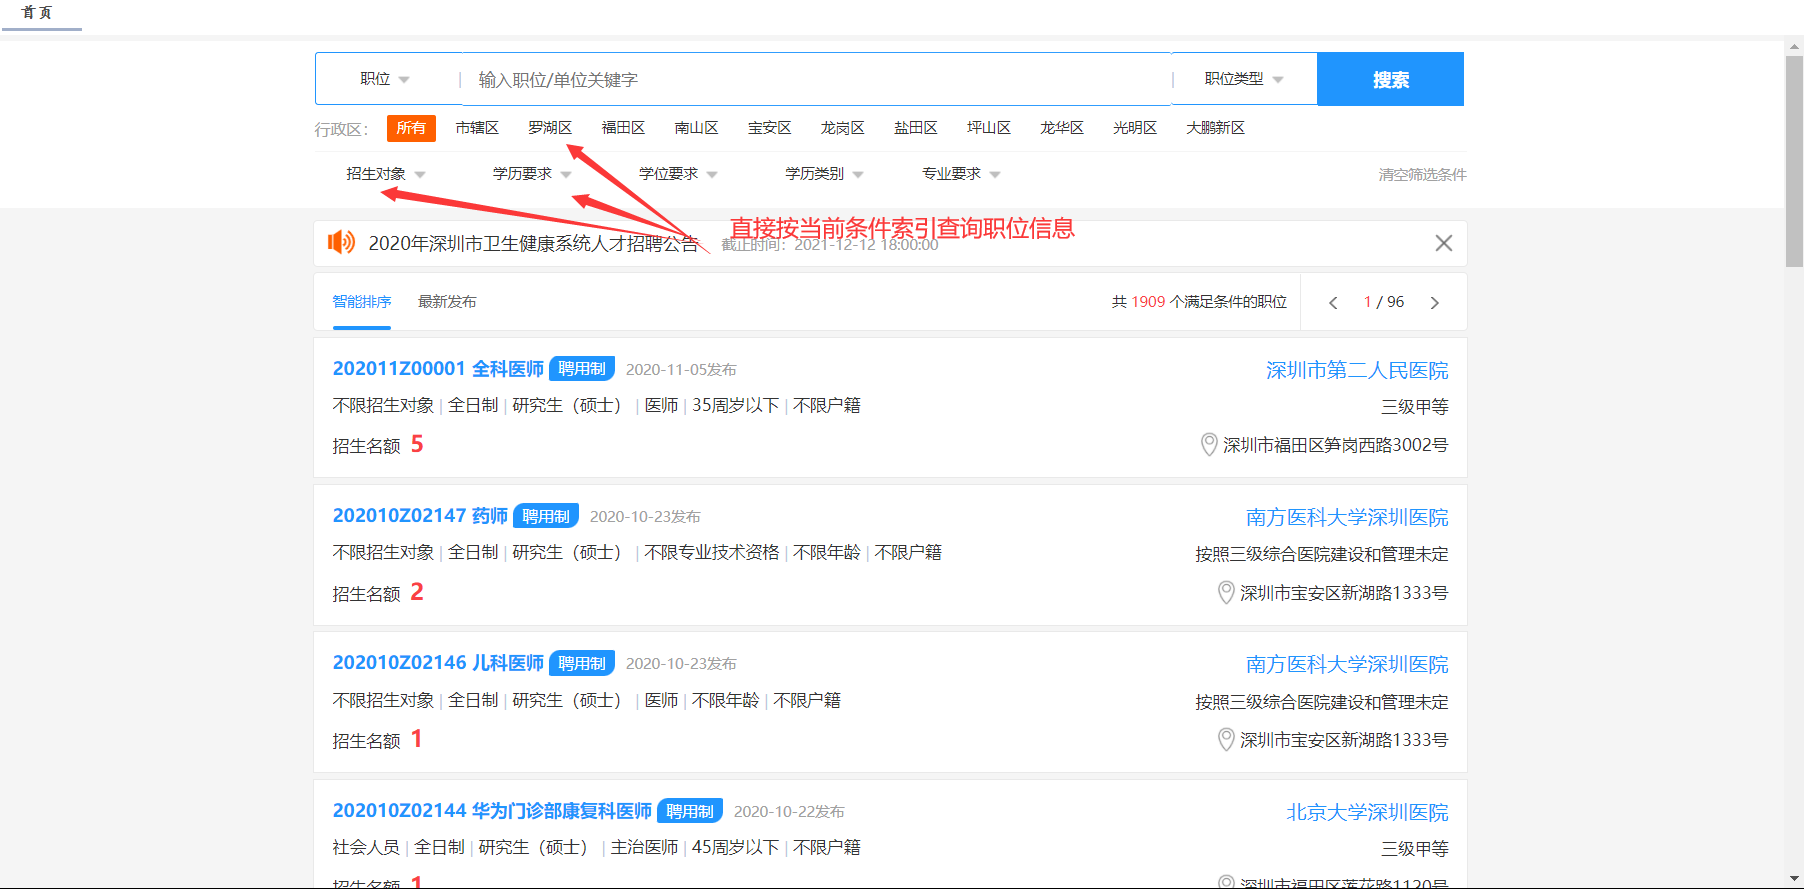 首页
职位 | 输入职位/单位关键字 | 职位类型 搜索
行政区： 所有 市辖区 罗湖区 福田区 南山区 宝安区 龙岗区 盐田区 坪山区 龙华区 光明区 大鹏新区
招生对象 学历要求 学位要求 学历类别 专业要求 清空筛选条件
直接按当前条件索引查询职位信息
2020年深圳市卫生健康系统人才招聘公告 截止时间：2021-12-12 18:00:00
智能排序 最新发布 共 1909 个满足条件的职位 1 / 96
202011Z00001 全科医师 聘用制 2020-11-05发布 深圳市第二人民医院
不限招生对象 | 全日制 | 研究生（硕士） | 医师 | 35周岁以下 | 不限户籍 三级甲等
招生名额 5 深圳市福田区笋岗西路3002号
202010Z02147 药师 聘用制 2020-10-23发布 南方医科大学深圳医院
不限招生对象 | 全日制 | 研究生（硕士） | 不限专业技术资格 | 不限年龄 | 不限户籍 按照三级综合医院建设和管理未定
招生名额 2 深圳市宝安区新湖路1333号
202010Z02146 儿科医师 聘用制 2020-10-23发布 南方医科大学深圳医院
不限招生对象 | 全日制 | 研究生（硕士） | 医师 | 不限年龄 | 不限户籍 按照三级综合医院建设和管理未定
招生名额 1 深圳市宝安区新湖路1333号
202010Z02144 华为门诊部康复科医师 聘用制 2020-10-22发布 北京大学深圳医院
社会人员 | 全日制 | 研究生（硕士） | 主治医师 | 45周岁以下 | 不限户籍 三级甲等
招生名额 1 深圳市福田区莲花路1120号